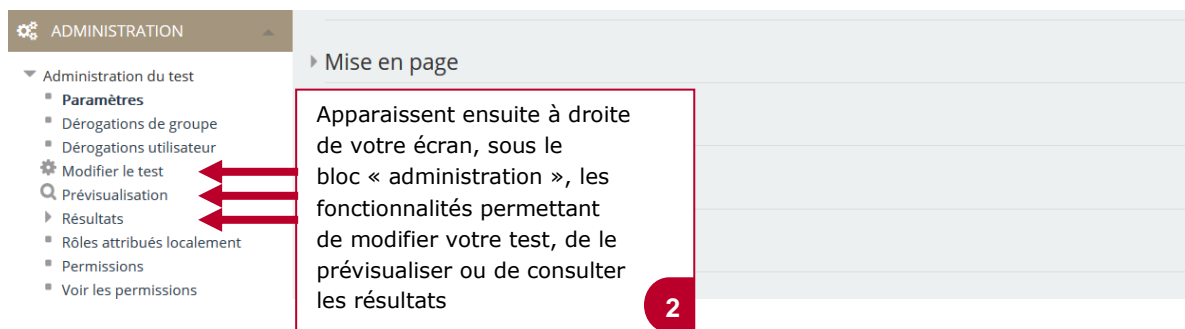 ADMINISTRATION
Administration du test
Paramètres
Dérogations de groupe
Dérogations utilisateur
Modifier le test
Prévisualisation
Résultats
Rôles attribués localement
Permissions
Voir les permissions
Mise en page
Apparaissent ensuite à droite
de votre écran, sous le
bloc « administration », les
fonctionnalités permettant
de modifier votre test, de le
prévisualiser ou de consulter
les résultats
2